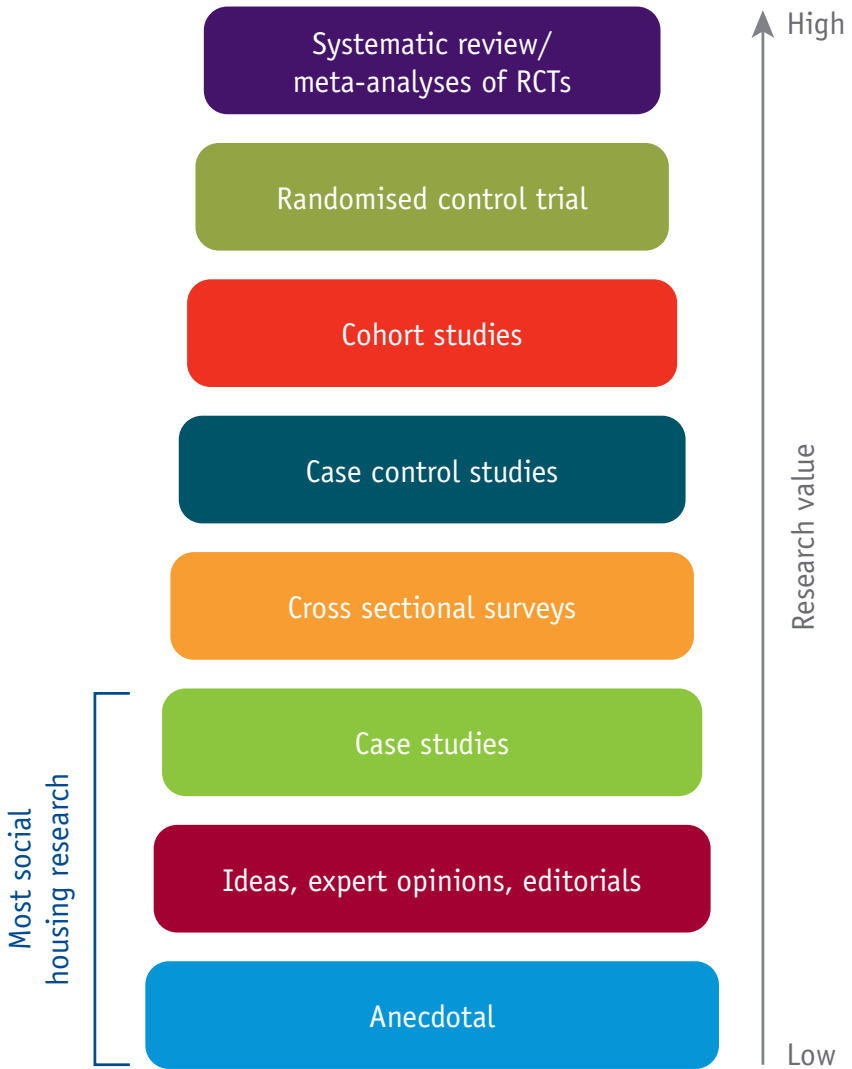 High
Systematic review/
meta-analyses of RCTs
Randomised control trial
Cohort studies
Case control studies
Cross sectional surveys
Research value
Case studies
Most social
housing research
Ideas, expert opinions, editorials
Anecdotal
Low